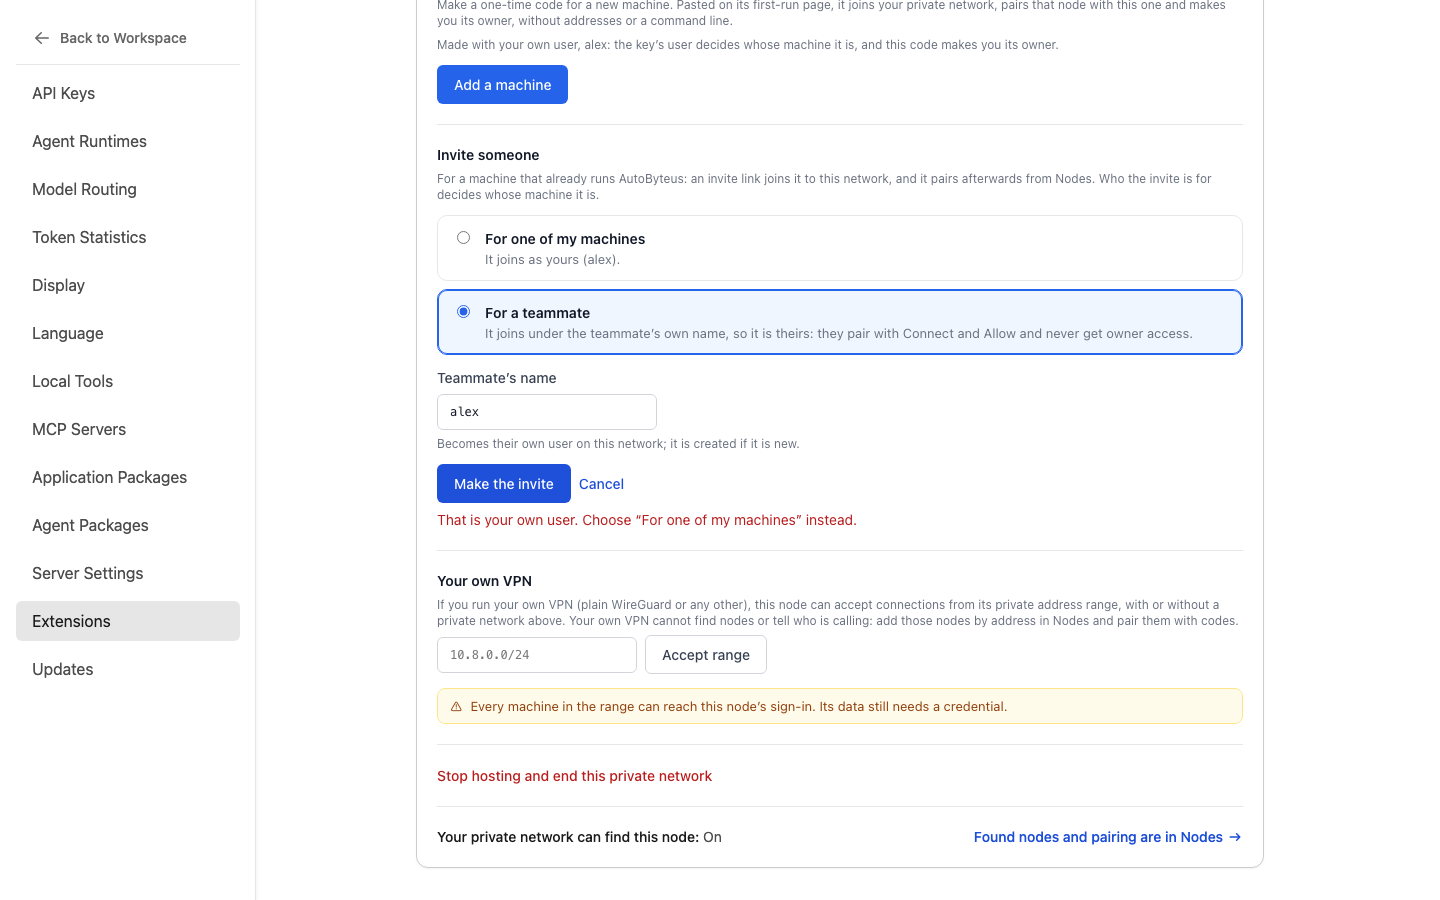 Back to Workspace
API Keys
Agent Runtimes
Model Routing
Token Statistics
Display
Language
Local Tools
MCP Servers
Application Packages
Agent Packages
Server Settings
Extensions
Updates
Make a one-time code for a new machine. Pasted on its first-run page, it joins your private network, pairs that node with this one and makes
you its owner, without addresses or a command line.
Made with your own user, alex: the key’s user decides whose machine it is, and this code makes you its owner.
Add a machine
Invite someone
For a machine that already runs AutoByteus: an invite link joins it to this network, and it pairs afterwards from Nodes. Who the invite is for
decides whose machine it is.
For one of my machines
It joins as yours (alex).
For a teammate
It joins under the teammate’s own name, so it is theirs: they pair with Connect and Allow and never get owner access.
Teammate’s name
alex
Becomes their own user on this network; it is created if it is new.
Make the invite Cancel
That is your own user. Choose “For one of my machines” instead.
Your own VPN
If you run your own VPN (plain WireGuard or any other), this node can accept connections from its private address range, with or without a
private network above. Your own VPN cannot find nodes or tell who is calling: add those nodes by address in Nodes and pair them with codes.
10.8.0.0/24 Accept range
Every machine in the range can reach this node’s sign-in. Its data still needs a credential.
Stop hosting and end this private network
Your private network can find this node: On
Found nodes and pairing are in Nodes →